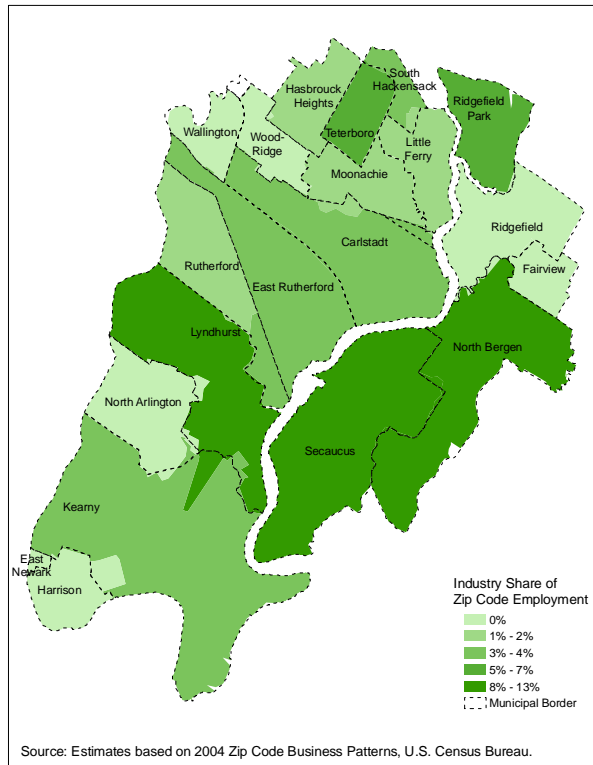 South
Hackensack
Hasbrouck
Heights
Ridgefield
Park
Teterboro
Wallington
Wood-
Ridge
Little
Ferry
Moonachie
Ridgefield
Carlstadt
Rutherford
Fairview
East Rutherford
Lyndhurst
North Bergen
North Arlington
Secaucus
Kearny
East
Newark
Harrison
Industry Share of
Zip Code Employment
0%
1% - 2%
3% - 4%
5% - 7%
8% - 13%
Municipal Border
Source: Estimates based on 2004 Zip Code Business Patterns, U.S. Census Bureau.